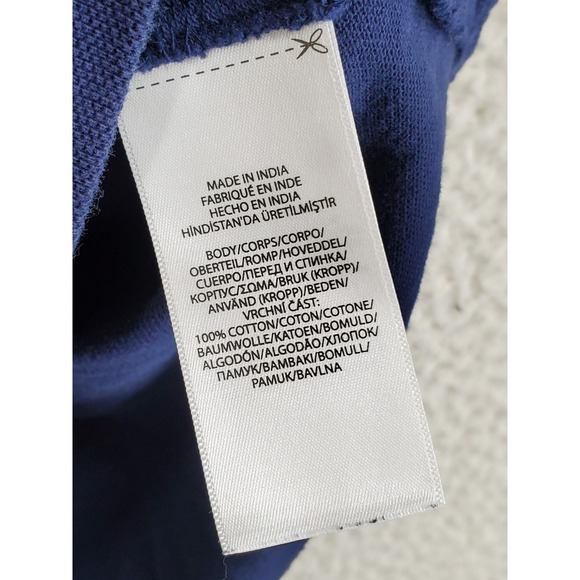 MADE IN INDIA
FABRIQUÉ EN INDE
HECHO EN INDIA
HİNDİSTAN'DA ÜRETİLMİŞTİR
BODY/CORPS/CORPO/
OBERTEIL/ROMP/HOVEDDEL/
CUERPO/ПЕРЕД И СПИНКА/
КОРПУС/ΣΩΜΑ/BRUK (KROPP)/
ANVÄND (KROPP)/BEDEN/
VRCHNÍ ČÁST:
100% COTTON/COTON/COTONE/
BAUMWOLLE/KATOEN/BOMULD/
ALGODÓN/ALGODÃO/ХЛОПОК/
ПАМУК/ΒΑΜΒΑΚΙ/BOMULL/
PAMUK/BAVLNA